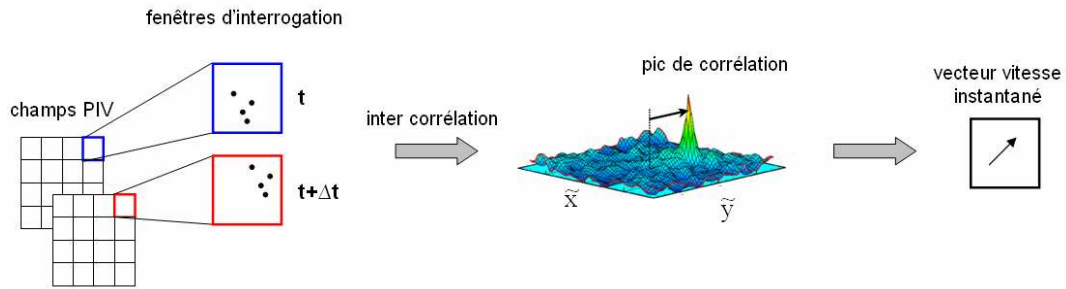 fenêtres d'interrogation
champs PIV
t
t+Δt
inter corrélation
pic de corrélation
x̃
ỹ
vecteur vitesse
instantané